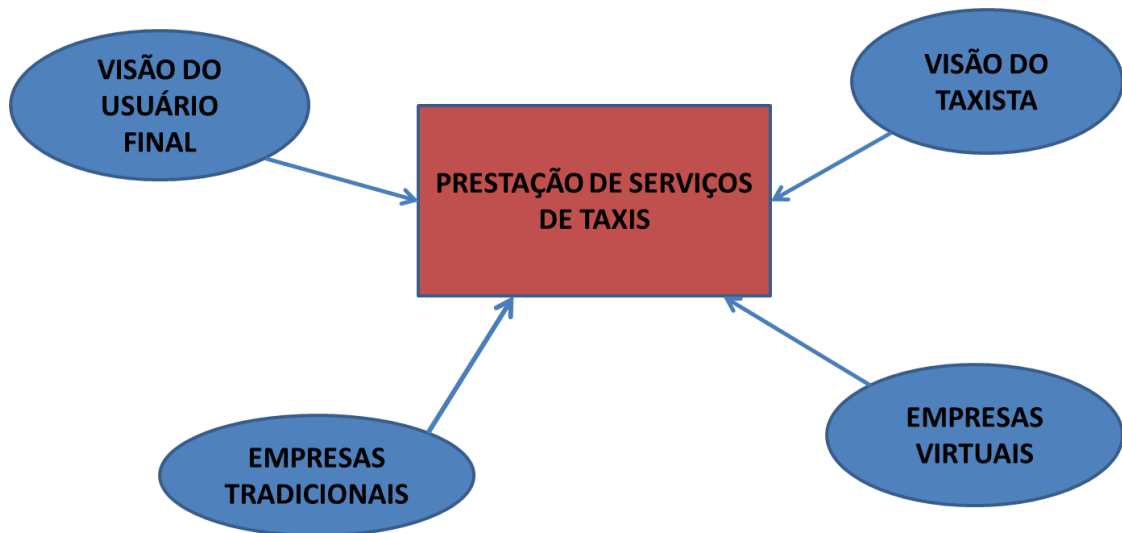 VISÃO DO
USUÁRIO
FINAL
VISÃO DO
TAXISTA
PRESTAÇÃO DE SERVIÇOS
DE TAXIS
EMPRESAS
TRADICIONAIS
EMPRESAS
VIRTUAIS